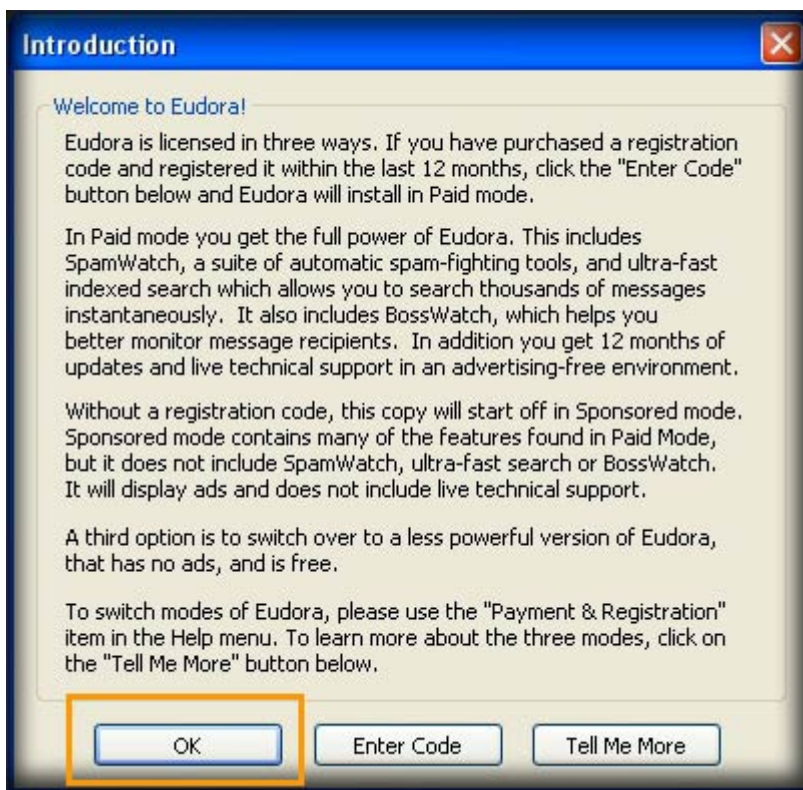 Introduction
Welcome to Eudora!
Eudora is licensed in three ways. If you have purchased a registration
code and registered it within the last 12 months, click the "Enter Code"
button below and Eudora will install in Paid mode.
In Paid mode you get the full power of Eudora. This includes
SpamWatch, a suite of automatic spam-fighting tools, and ultra-fast
indexed search which allows you to search thousands of messages
instantaneously.  It also includes BossWatch, which helps you
better monitor message recipients.  In addition you get 12 months of
updates and live technical support in an advertising-free environment.
Without a registration code, this copy will start off in Sponsored mode.
Sponsored mode contains many of the features found in Paid Mode,
but it does not include SpamWatch, ultra-fast search or BossWatch.
It will display ads and does not include live technical support.
A third option is to switch over to a less powerful version of Eudora,
that has no ads, and is free.
To switch modes of Eudora, please use the "Payment & Registration"
item in the Help menu. To learn more about the three modes, click on
the "Tell Me More" button below.
OK Enter Code Tell Me More